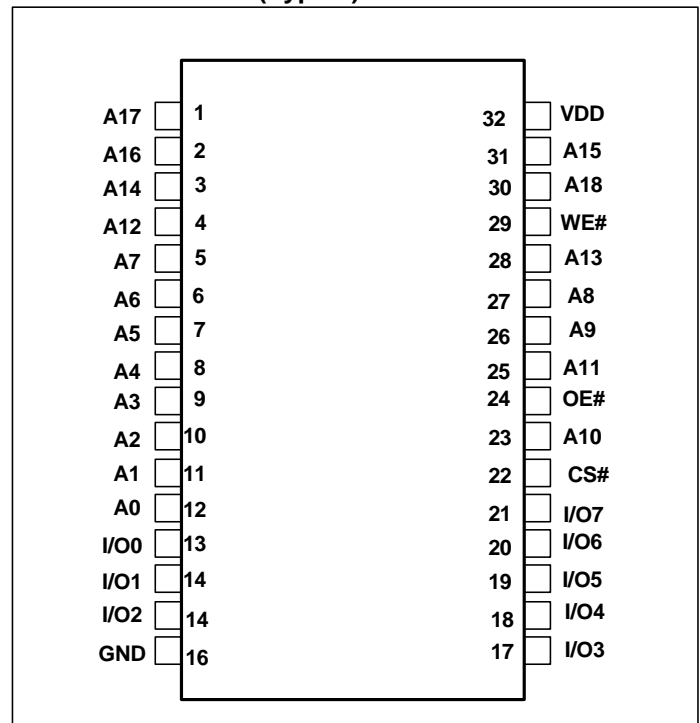 A17 1 32 VDD
A16 2 31 A15
A14 3 30 A18
A12 4 29 WE#
A7 5 28 A13
A6 6 27 A8
A5 7 26 A9
A4 8 25 A11
A3 9 24 OE#
A2 10 23 A10
A1 11 22 CS#
A0 12 21 I/O7
I/O0 13 20 I/O6
I/O1 14 19 I/O5
I/O2 14 18 I/O4
GND 16 17 I/O3